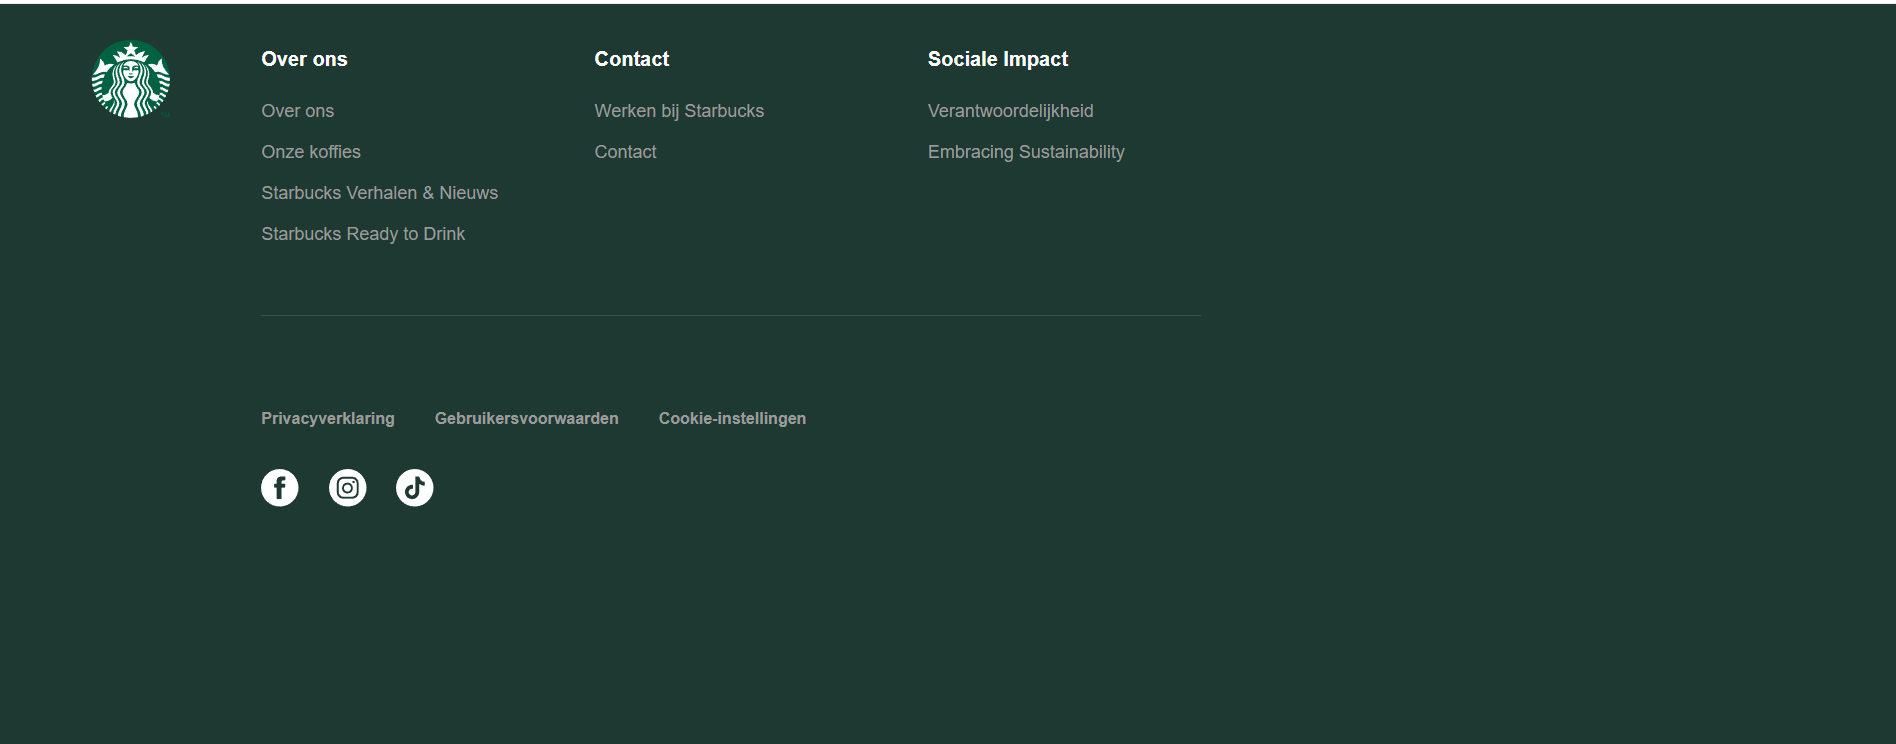 Over ons
Over ons
Onze koffies
Starbucks Verhalen & Nieuws
Starbucks Ready to Drink
Contact
Werken bij Starbucks
Contact
Sociale Impact
Verantwoordelijkheid
Embracing Sustainability
Privacyverklaring
Gebruikersvoorwaarden
Cookie-instellingen